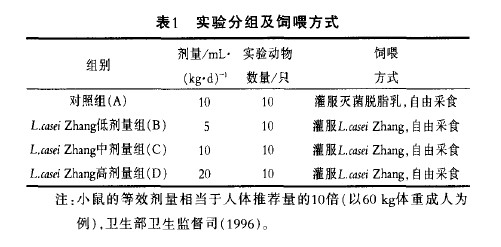 表1 实验分组及饲喂方式
组别 剂量/mL·(kg·d)⁻¹ 实验动物数量/只 饲喂方式
对照组(A) 10 10 灌服灭菌脱脂乳,自由采食
L.casei Zhang低剂量组(B) 5 10 灌服L.casei Zhang,自由采食
L.casei Zhang中剂量组(C) 10 10 灌服L.casei Zhang,自由采食
L.casei Zhang高剂量组(D) 20 10 灌服L.casei Zhang,自由采食
注:小鼠的等效剂量相当于人体推荐量的10倍(以60 kg体重成人为
例),卫生部卫生监督司(1996)。